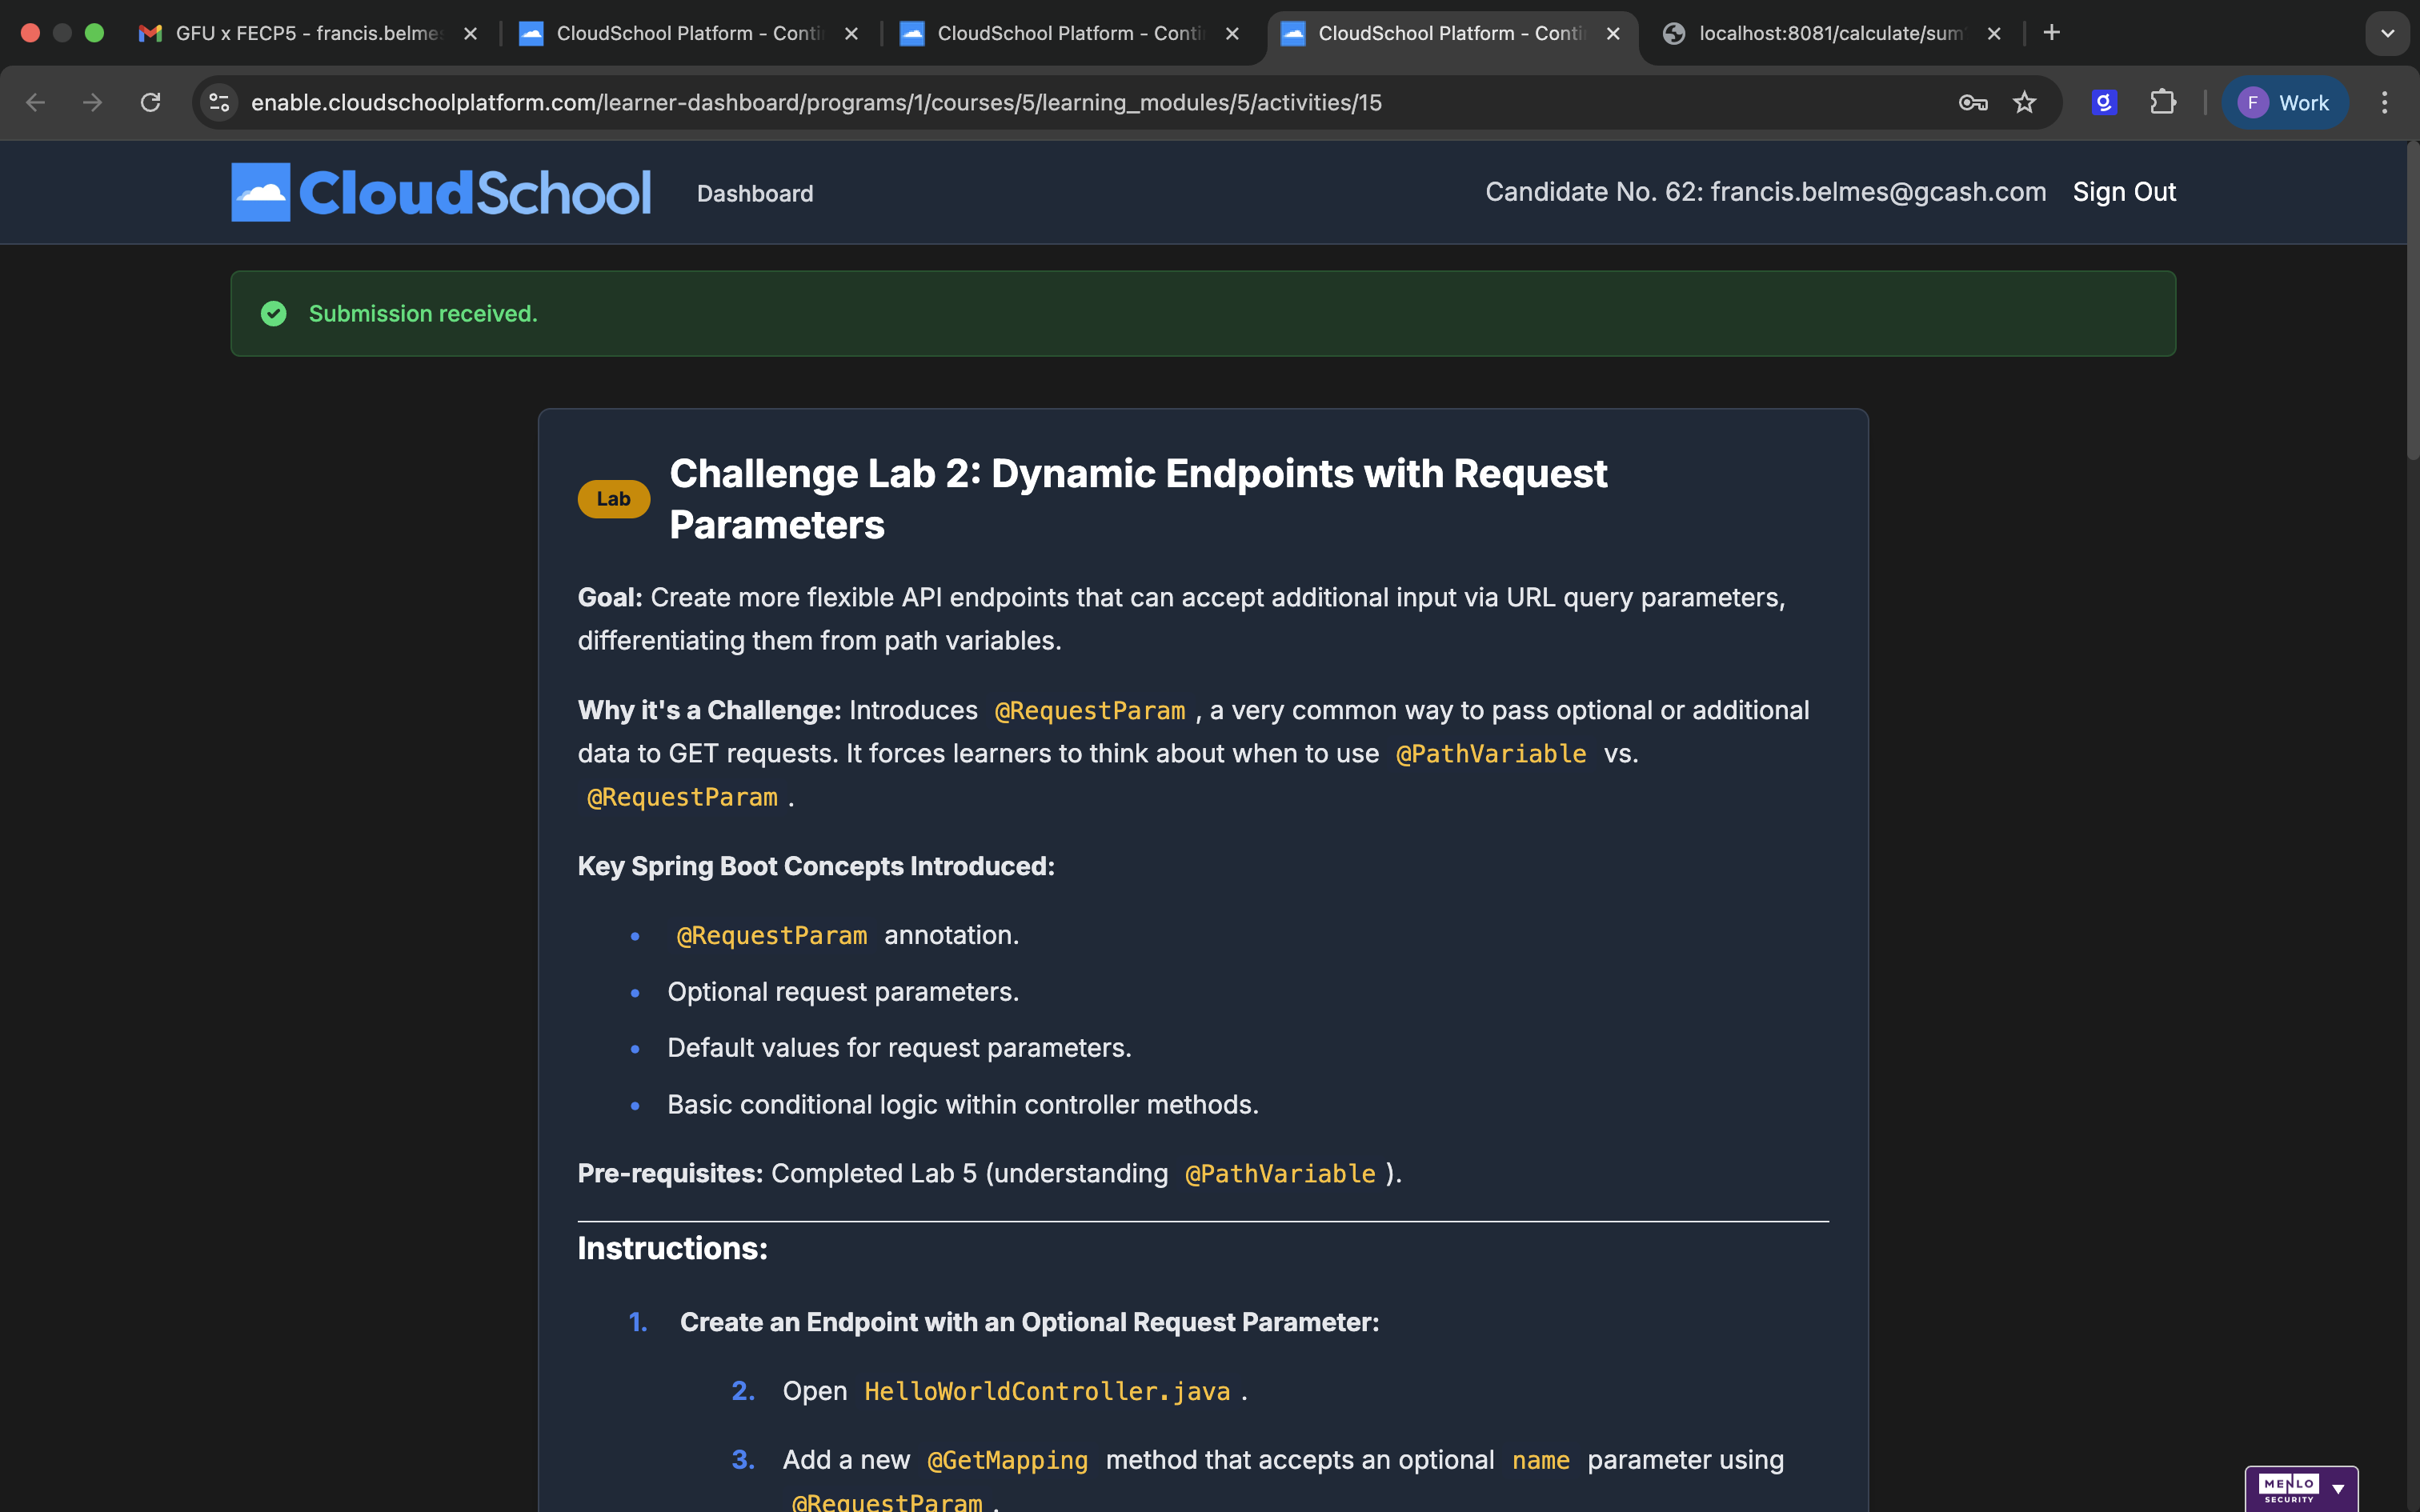 GFU x FECP5 - francis.belmes
CloudSchool Platform - Conti
CloudSchool Platform - Conti
CloudSchool Platform - Conti
localhost:8081/calculate/sum
enable.cloudschoolplatform.com/learner-dashboard/programs/1/courses/5/learning_modules/5/activities/15
F Work
CloudSchool
Dashboard
Candidate No. 62: francis.belmes@gcash.com
Sign Out
Submission received.
Lab
Challenge Lab 2: Dynamic Endpoints with Request
Parameters
Goal: Create more flexible API endpoints that can accept additional input via URL query parameters,
differentiating them from path variables.
Why it's a Challenge: Introduces @RequestParam , a very common way to pass optional or additional
data to GET requests. It forces learners to think about when to use @PathVariable vs.
@RequestParam .
Key Spring Boot Concepts Introduced:
• @RequestParam annotation.
• Optional request parameters.
• Default values for request parameters.
• Basic conditional logic within controller methods.
Pre-requisites: Completed Lab 5 (understanding @PathVariable ).
Instructions:
1. Create an Endpoint with an Optional Request Parameter:
2. Open HelloWorldController.java .
3. Add a new @GetMapping method that accepts an optional name parameter using
@RequestParam .
MENLO
SECURITY